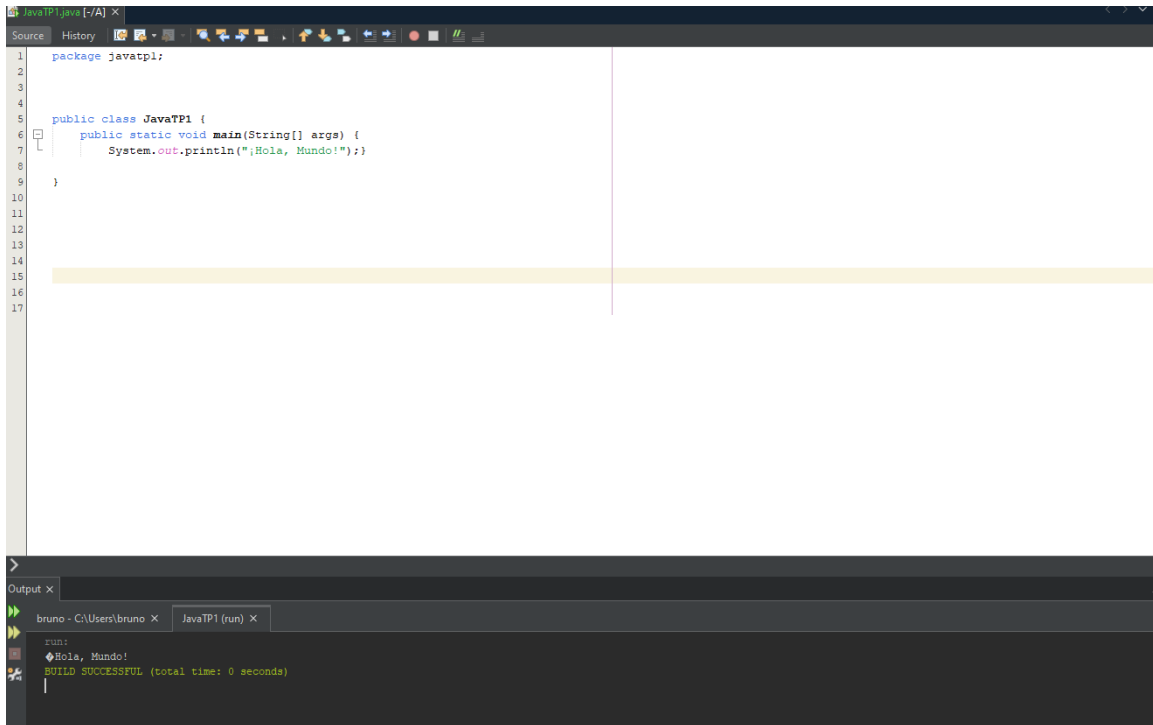 JavaTP1.java [-/A] ×
Source History
1 package javatp1;
2
3
4
5 public class JavaTP1 {
6 public static void main(String[] args) {
7 System.out.println("¡Hola, Mundo!");}
8
9 }
10
11
12
13
14
15
16
17
Output ×
bruno - C:\Users\bruno × JavaTP1 (run) ×
run:
�Hola, Mundo!
BUILD SUCCESSFUL (total time: 0 seconds)